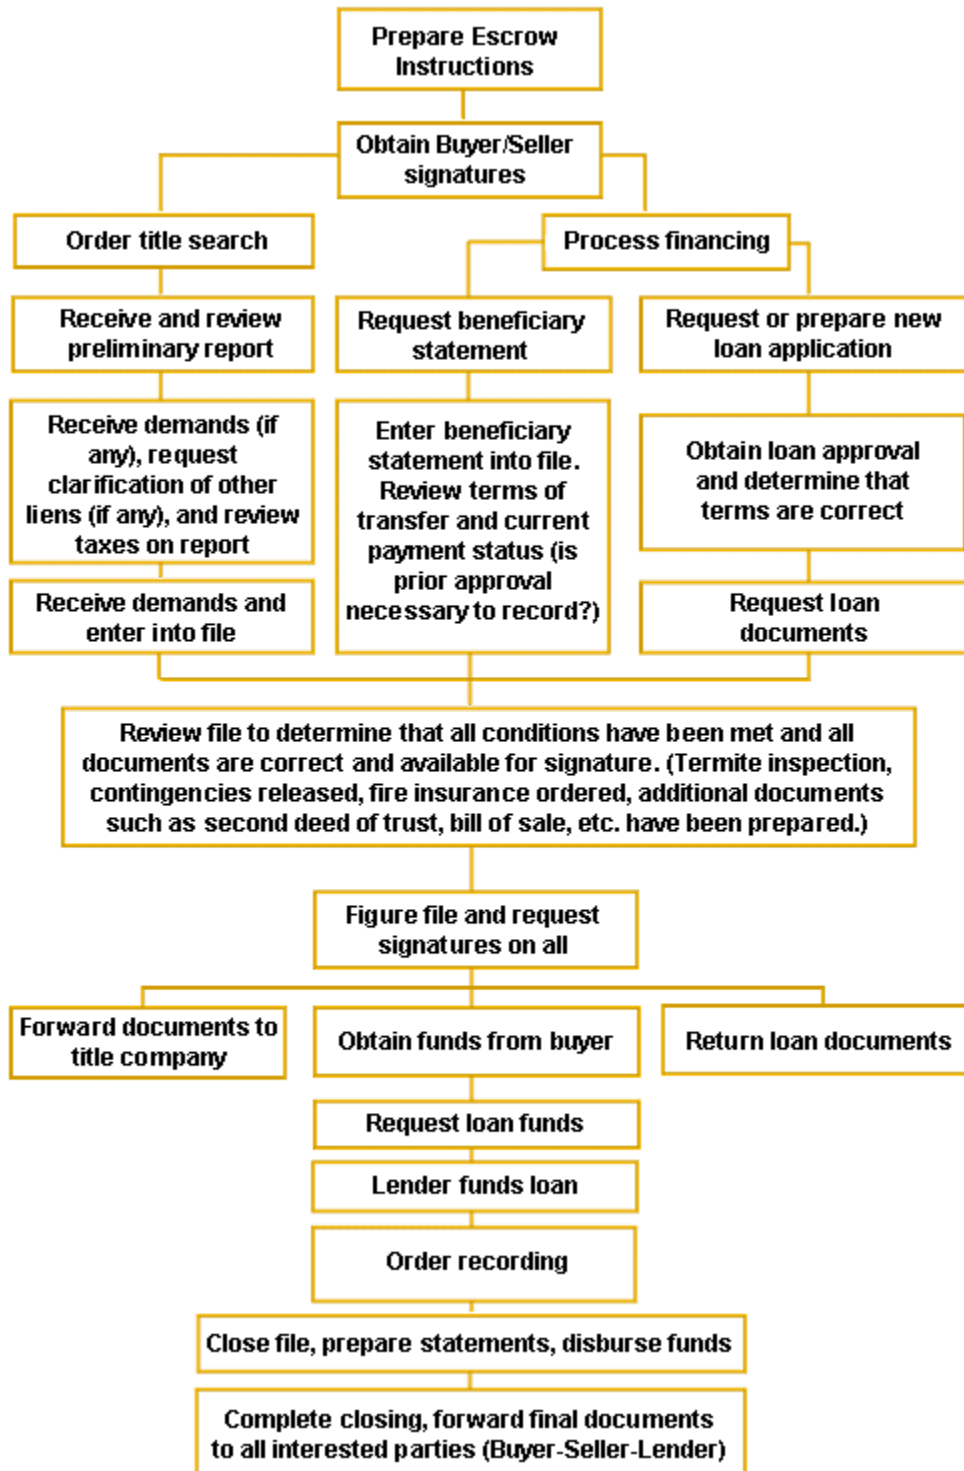 Prepare Escrow
Instructions
Obtain Buyer/Seller
signatures
Order title search
Process financing
Receive and review
preliminary report
Request beneficiary
statement
Request or prepare new
loan application
Receive demands (if
any), request
clarification of other
liens (if any), and review
taxes on report
Enter beneficiary
statement into file.
Review terms of
transfer and current
payment status (is
prior approval
necessary to record?)
Obtain loan approval
and determine that
terms are correct
Receive demands and
enter into file
Request loan
documents
Review file to determine that all conditions have been met and all
documents are correct and available for signature. (Termite inspection,
contingencies released, fire insurance ordered, additional documents
such as second deed of trust, bill of sale, etc. have been prepared.)
Figure file and request
signatures on all
Forward documents to
title company
Obtain funds from buyer
Return loan documents
Request loan funds
Lender funds loan
Order recording
Close file, prepare statements, disburse funds
Complete closing, forward final documents
to all interested parties (Buyer-Seller-Lender)